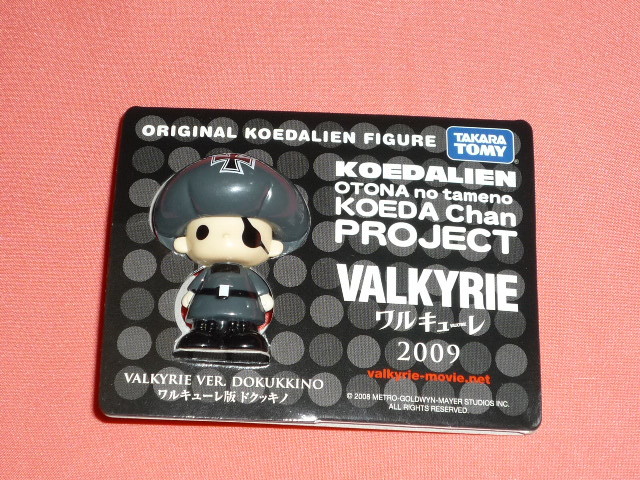 ORIGINAL KOEDALIEN FIGURE
TAKARA
TOMY
KOEDALIEN
OTONA no tameno
KOEDA Chan
PROJECT
VALKYRIE
ワルキューレ
2009
valkyrie-movie.net
© 2008 METRO-GOLDWYN-MAYER STUDIOS INC.
ALL RIGHTS RESERVED.
VALKYRIE VER. DOKUKKINO
ワルキューレ版 ドクッキノ